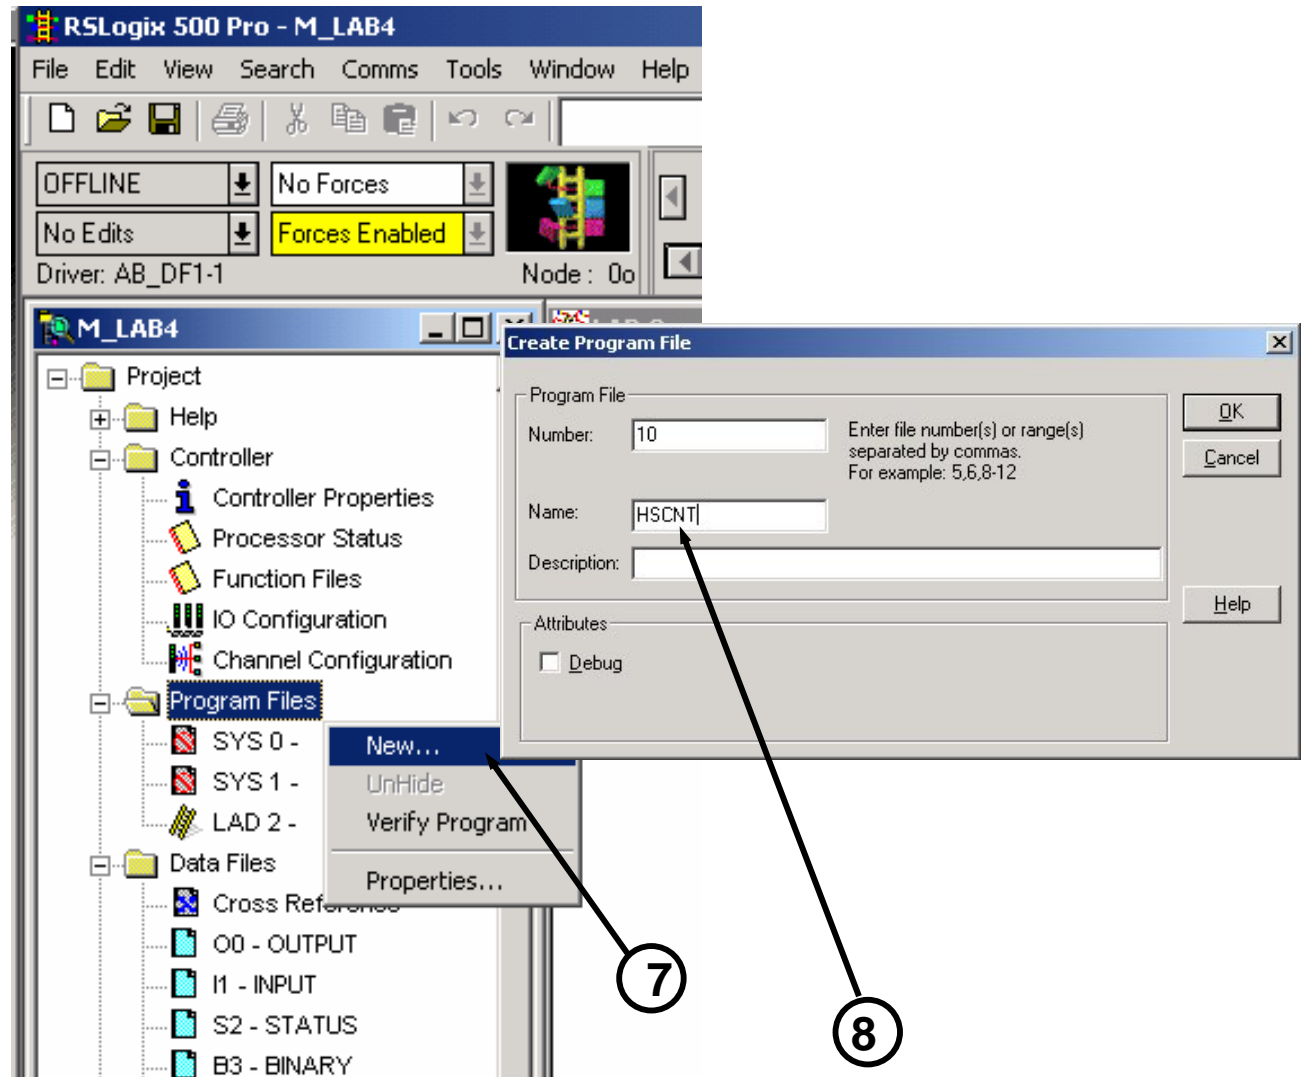 RSLogix 500 Pro - M_LAB4
File Edit View Search Comms Tools Window Help
OFFLINE No Forces
No Edits Forces Enabled
Driver: AB_DF1-1 Node : 0o
M_LAB4
Project
Help
Controller
Controller Properties
Processor Status
Function Files
IO Configuration
Channel Configuration
Program Files
SYS 0 -
SYS 1 -
LAD 2 -
Data Files
Cross Reference
O0 - OUTPUT
I1 - INPUT
S2 - STATUS
B3 - BINARY
New...
UnHide
Verify Program
Properties...
Create Program File
Program File
Number: 10
Enter file number(s) or range(s)
separated by commas.
For example: 5,6,8-12
Name: HSCNT
Description:
Attributes
Debug
OK
Cancel
Help
7
8